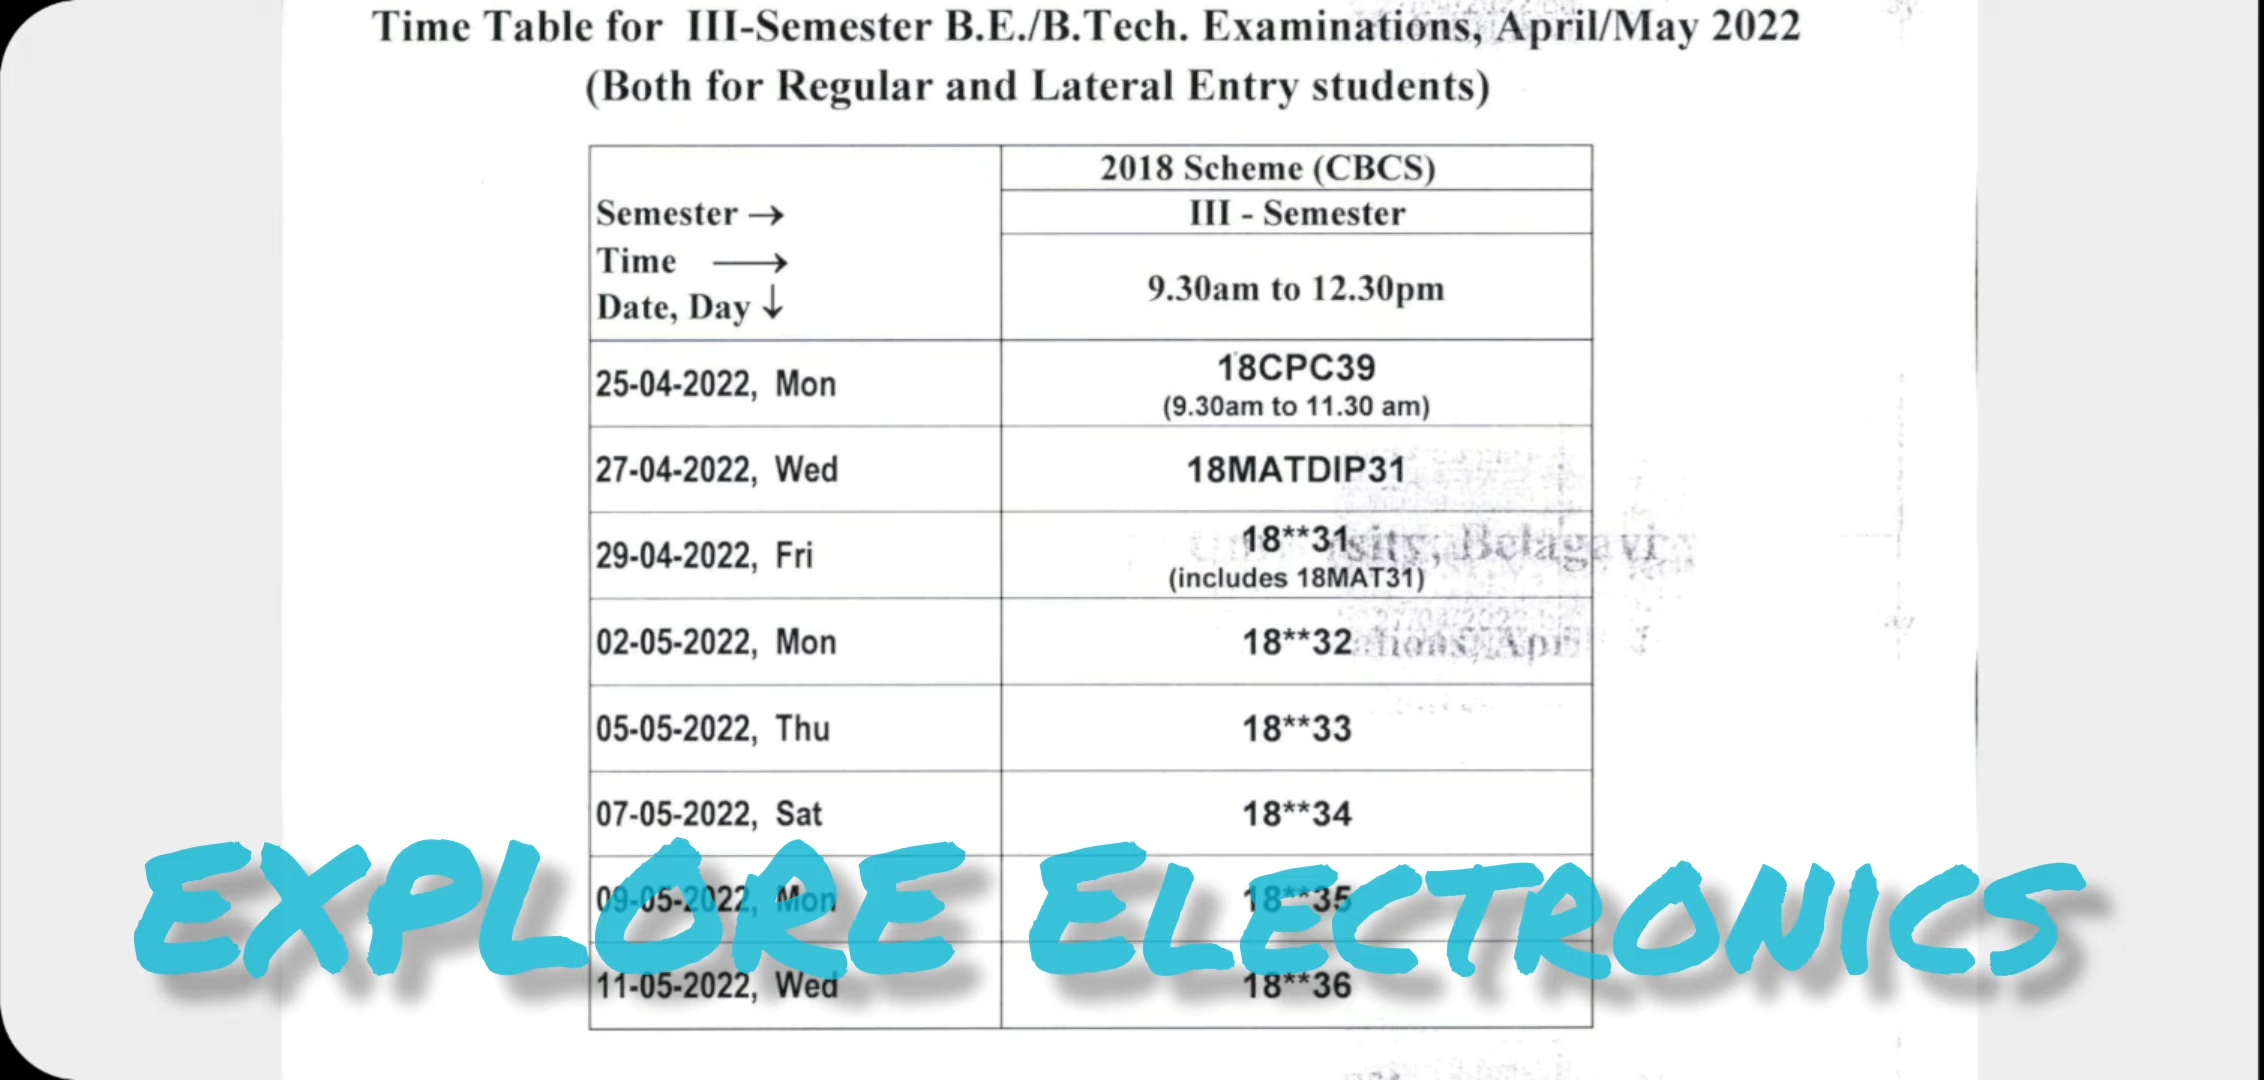 Time Table for III-Semester B.E./B.Tech. Examinations, April/May 2022
(Both for Regular and Lateral Entry students)
2018 Scheme (CBCS)
Semester → III - Semester
Time ⟶ 9.30am to 12.30pm
Date, Day ↓
25-04-2022, Mon 18CPC39
(9.30am to 11.30 am)
27-04-2022, Wed 18MATDIP31
29-04-2022, Fri 18**31
(includes 18MAT31)
02-05-2022, Mon 18**32
05-05-2022, Thu 18**33
07-05-2022, Sat 18**34
09-05-2022, Mon 18**35
EXPLORE ELECTRONICS
11-05-2022, Wed 18**36